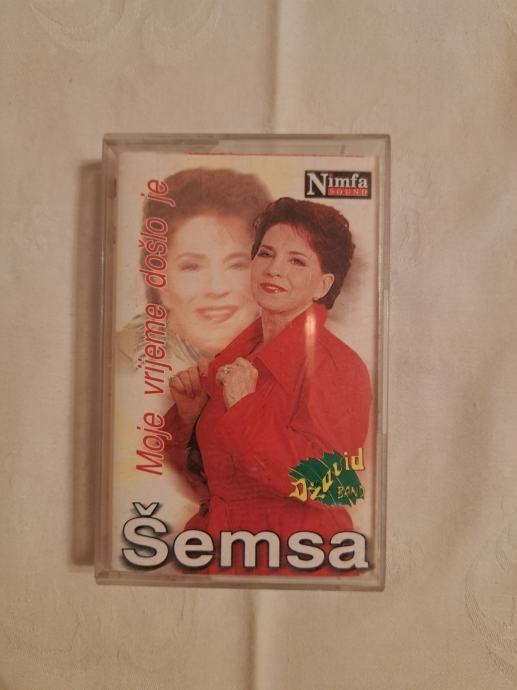 Nimfa
SOUND
Moje vrijeme došlo je
Džavid
BAND
Šemsa